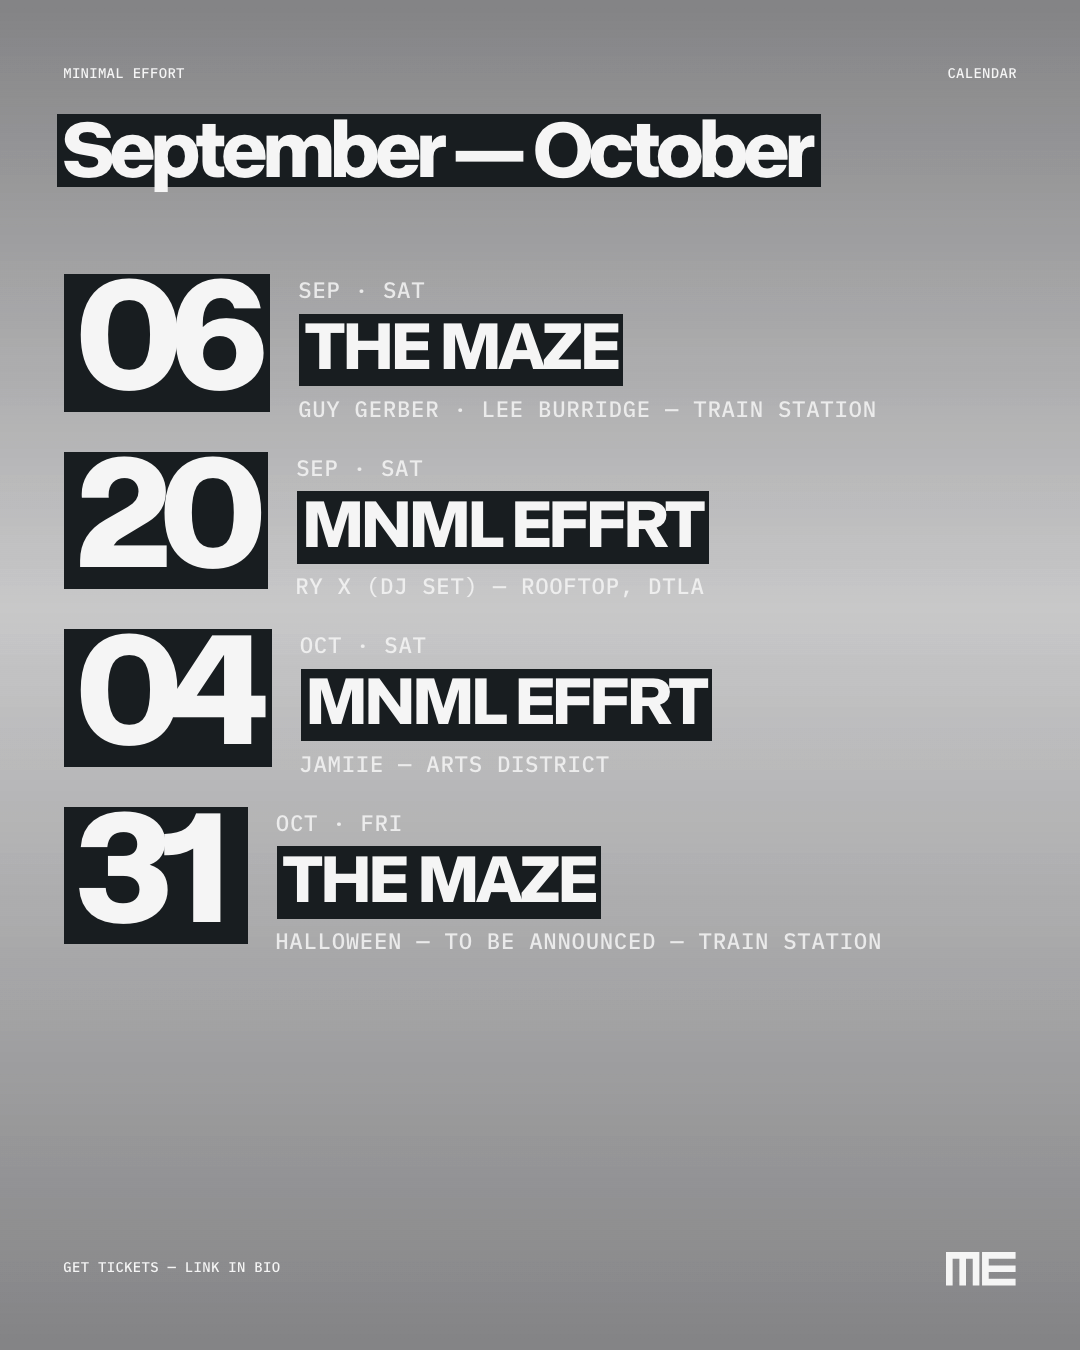 MINIMAL EFFORT
CALENDAR
September — October
06
SEP · SAT
THE MAZE
GUY GERBER · LEE BURRIDGE — TRAIN STATION
20
SEP · SAT
MNML EFFRT
RY X (DJ SET) — ROOFTOP, DTLA
04
OCT · SAT
MNML EFFRT
JAMIIE — ARTS DISTRICT
31
OCT · FRI
THE MAZE
HALLOWEEN — TO BE ANNOUNCED — TRAIN STATION
GET TICKETS — LINK IN BIO
ME